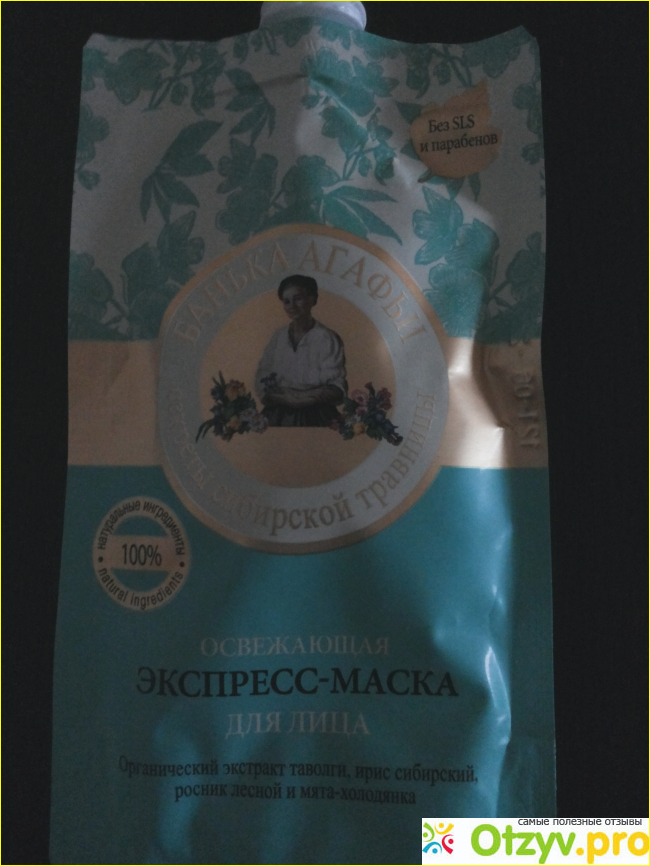 Без SLS
и парабенов
БАНЬКА АГАФЬИ
сибирской травницы
натуральные ингредиенты
100%
natural ingredients
ОСВЕЖАЮЩАЯ
ЭКСПРЕСС-МАСКА
ДЛЯ ЛИЦА
Органический экстракт таволги, ирис сибирский,
росник лесной и мята-холодянка
самые полезные отзывы
Otzyv.pro